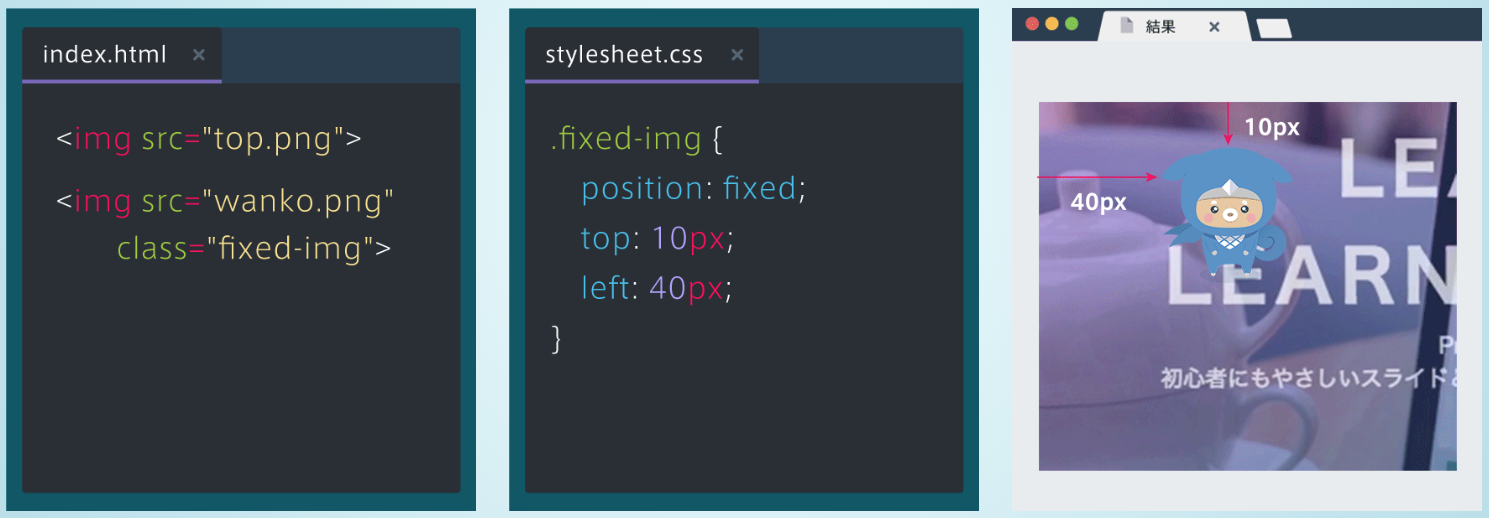 index.html ×
<img src="top.png">
<img src="wanko.png"
class="fixed-img">
stylesheet.css ×
.fixed-img {
position: fixed;
top: 10px;
left: 40px;
}
結果 ×
10px
40px
LE
LEARN
初心者にもやさしいスライド